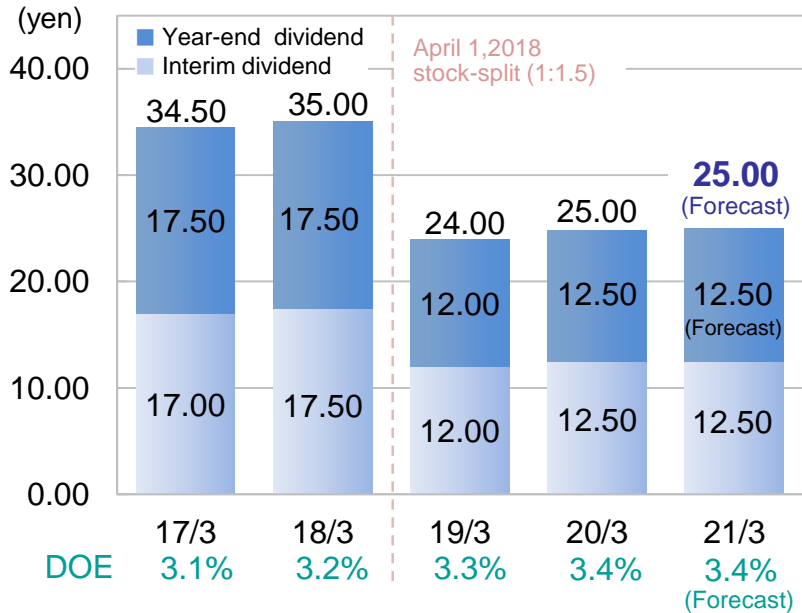 (yen)
Year-end dividend
Interim dividend
April 1,2018
stock-split (1:1.5)
40.00
30.00
20.00
10.00
0.00
34.50
17.50
17.00
35.00
17.50
17.50
24.00
12.00
12.00
25.00
12.50
12.50
25.00
(Forecast)
12.50
(Forecast)
12.50
17/3 18/3 19/3 20/3 21/3
DOE 3.1% 3.2% 3.3% 3.4% 3.4%
(Forecast)